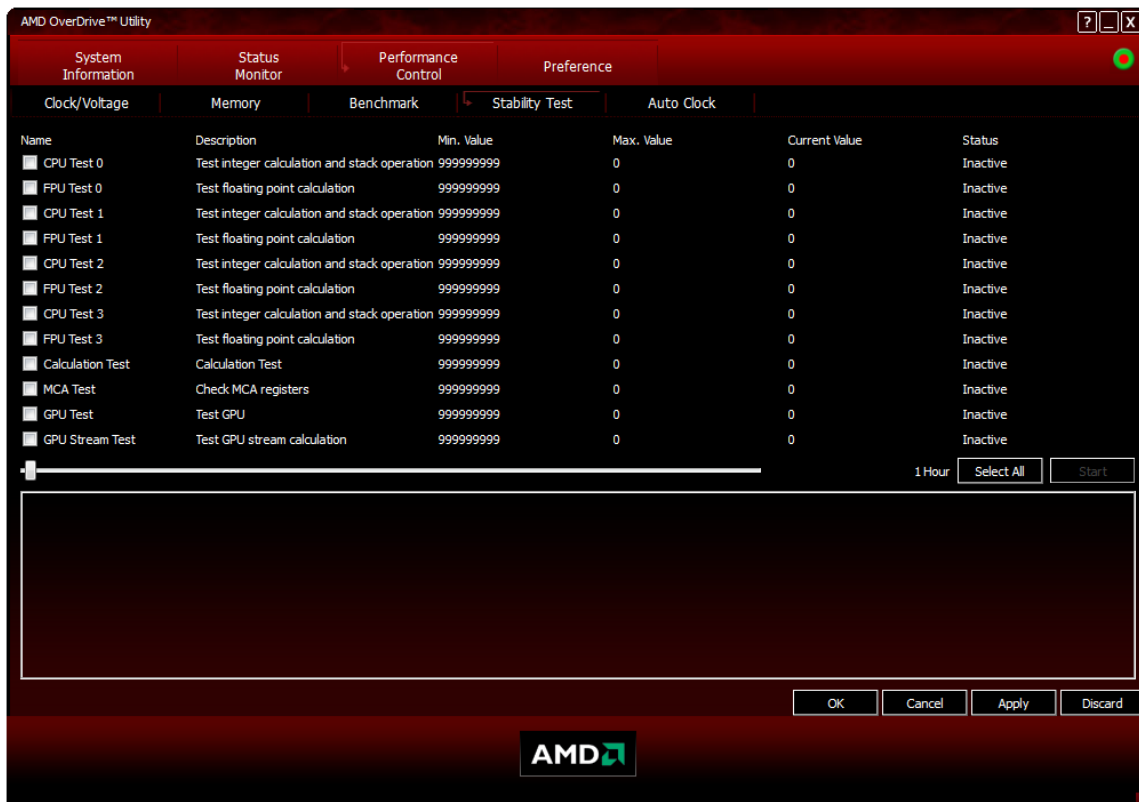 AMD OverDrive™ Utility
? _ X
System Information Status Monitor Performance Control Preference
Clock/Voltage Memory Benchmark Stability Test Auto Clock
Name Description Min. Value Max. Value Current Value Status
CPU Test 0 Test integer calculation and stack operation 999999999 0 0 Inactive
FPU Test 0 Test floating point calculation 999999999 0 0 Inactive
CPU Test 1 Test integer calculation and stack operation 999999999 0 0 Inactive
FPU Test 1 Test floating point calculation 999999999 0 0 Inactive
CPU Test 2 Test integer calculation and stack operation 999999999 0 0 Inactive
FPU Test 2 Test floating point calculation 999999999 0 0 Inactive
CPU Test 3 Test integer calculation and stack operation 999999999 0 0 Inactive
FPU Test 3 Test floating point calculation 999999999 0 0 Inactive
Calculation Test Calculation Test 999999999 0 0 Inactive
MCA Test Check MCA registers 999999999 0 0 Inactive
GPU Test Test GPU 999999999 0 0 Inactive
GPU Stream Test Test GPU stream calculation 999999999 0 0 Inactive
1 Hour Select All Start
OK Cancel Apply Discard
AMD